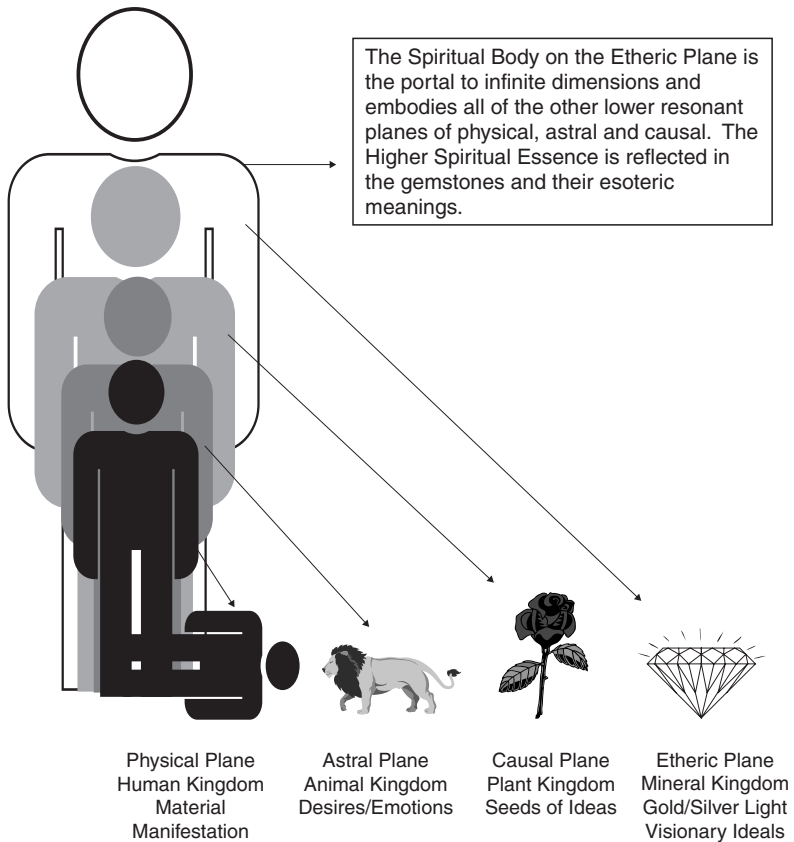 The Spiritual Body on the Etheric Plane is
the portal to infinite dimensions and
embodies all of the other lower resonant
planes of physical, astral and causal.  The
Higher Spiritual Essence is reflected in
the gemstones and their esoteric
meanings.
Physical Plane
Human Kingdom
Material
Manifestation
Astral Plane
Animal Kingdom
Desires/Emotions
Causal Plane
Plant Kingdom
Seeds of Ideas
Etheric Plane
Mineral Kingdom
Gold/Silver Light
Visionary Ideals